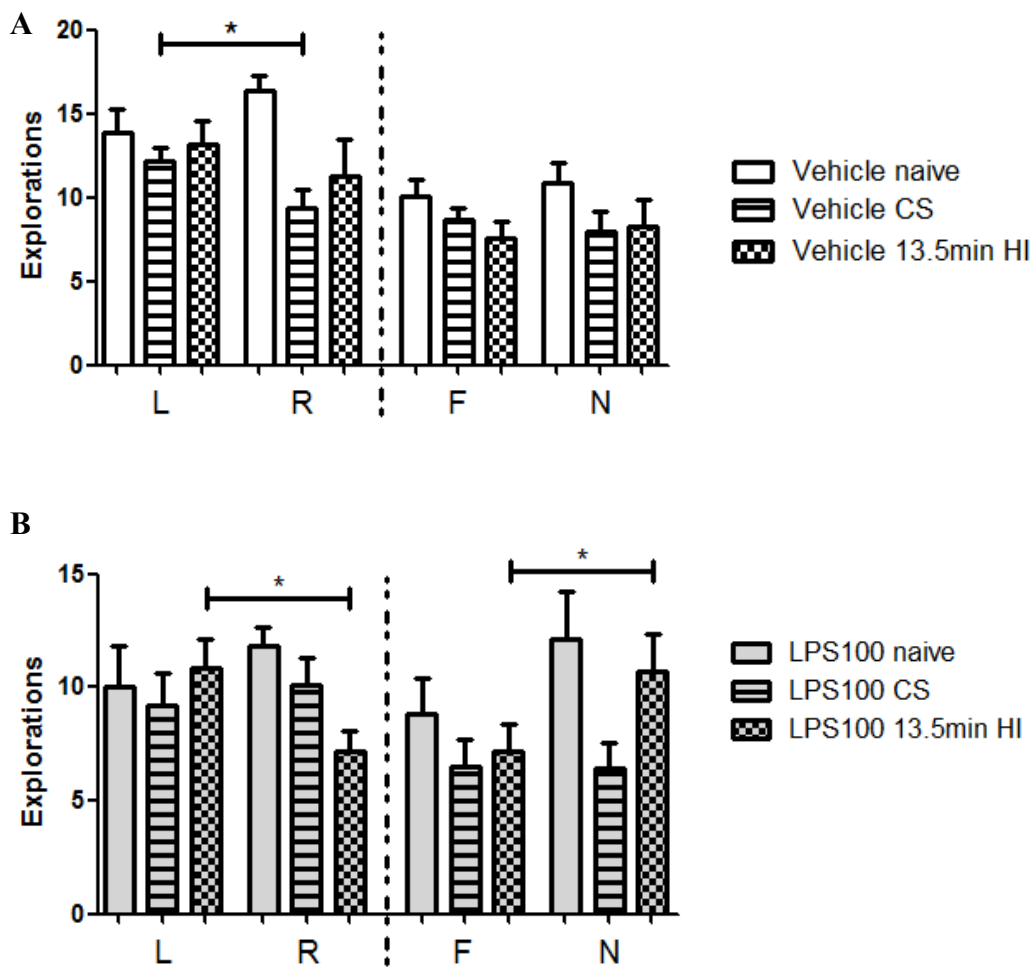 A
20
*
15
10
5
0
Explorations
L R F N
Vehicle naive
Vehicle CS
Vehicle 13.5min HI
B
15
* *
10
5
0
Explorations
L R F N
LPS100 naive
LPS100 CS
LPS100 13.5min HI